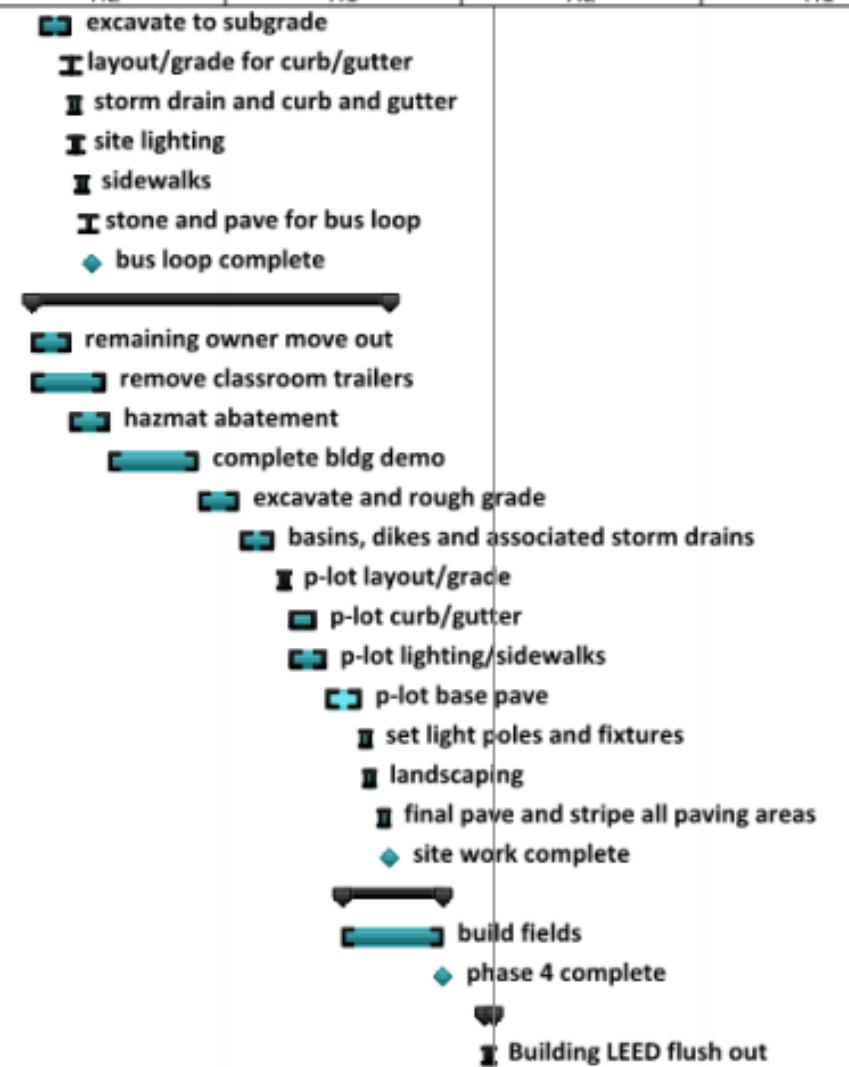 excavate to subgrade
layout/grade for curb/gutter
storm drain and curb and gutter
site lighting
sidewalks
stone and pave for bus loop
bus loop complete
remaining owner move out
remove classroom trailers
hazmat abatement
complete bldg demo
excavate and rough grade
basins, dikes and associated storm drains
p-lot layout/grade
p-lot curb/gutter
p-lot lighting/sidewalks
p-lot base pave
set light poles and fixtures
landscaping
final pave and stripe all paving areas
site work complete
build fields
phase 4 complete
Building LEED flush out